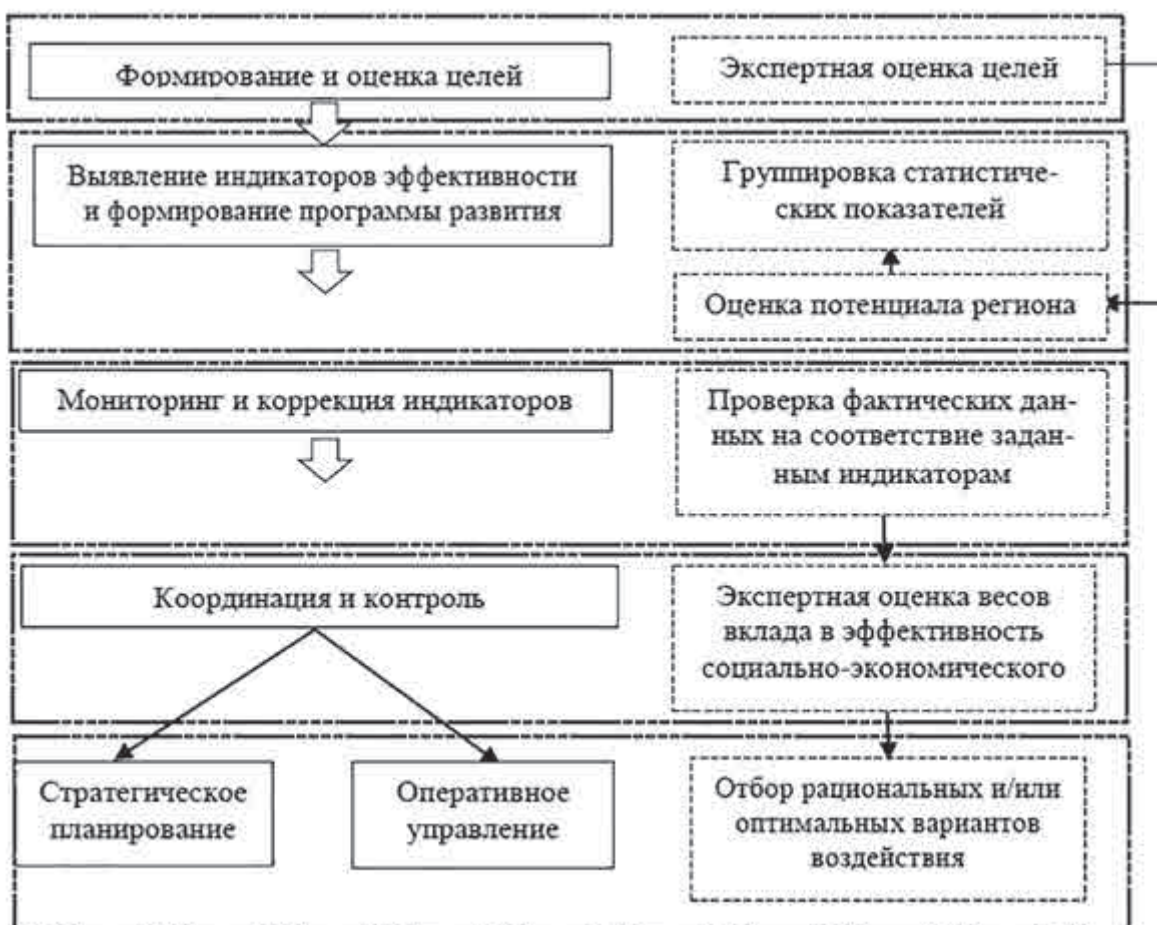 Формирование и оценка целей
Экспертная оценка целей
Выявление индикаторов эффективности
и формирование программы развития
Группировка статистиче-
ских показателей
Оценка потенциала региона
Мониторинг и коррекция индикаторов
Проверка фактических дан-
ных на соответствие задан-
ным индикаторам
Координация и контроль
Экспертная оценка весов
вклада в эффективность
социально-экономического
Стратегическое
планирование
Оперативное
управление
Отбор рациональных и/или
оптимальных вариантов
воздействия